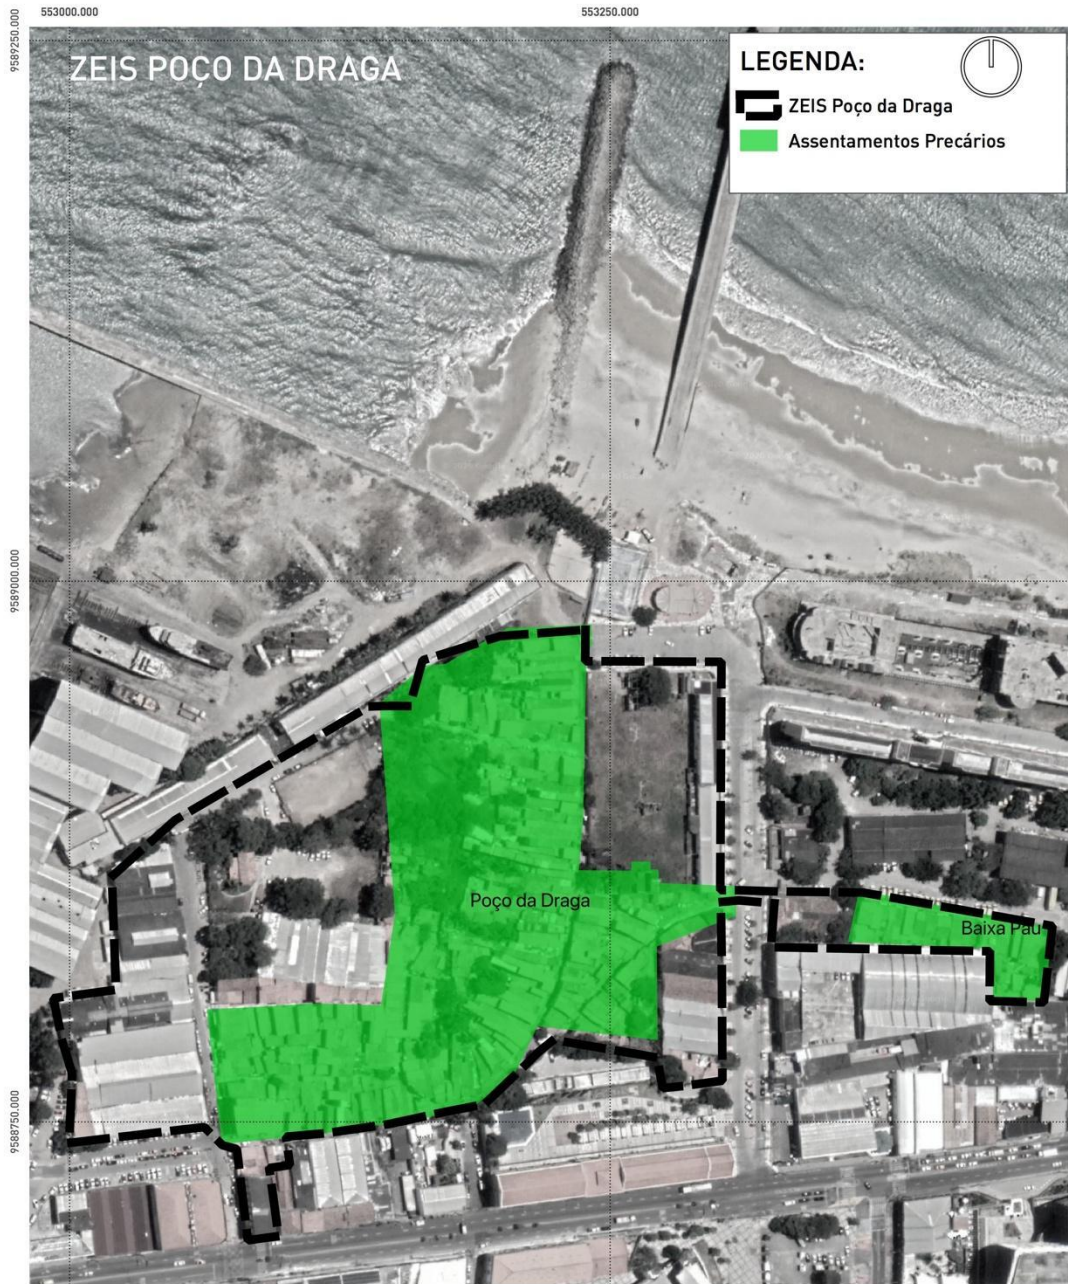 553000.000
553250.000
9589250.000
ZEIS POÇO DA DRAGA
LEGENDA:
ZEIS Poço da Draga
Assentamentos Precários
9589000.000
Poço da Draga
Baixa Pau
9588750.000